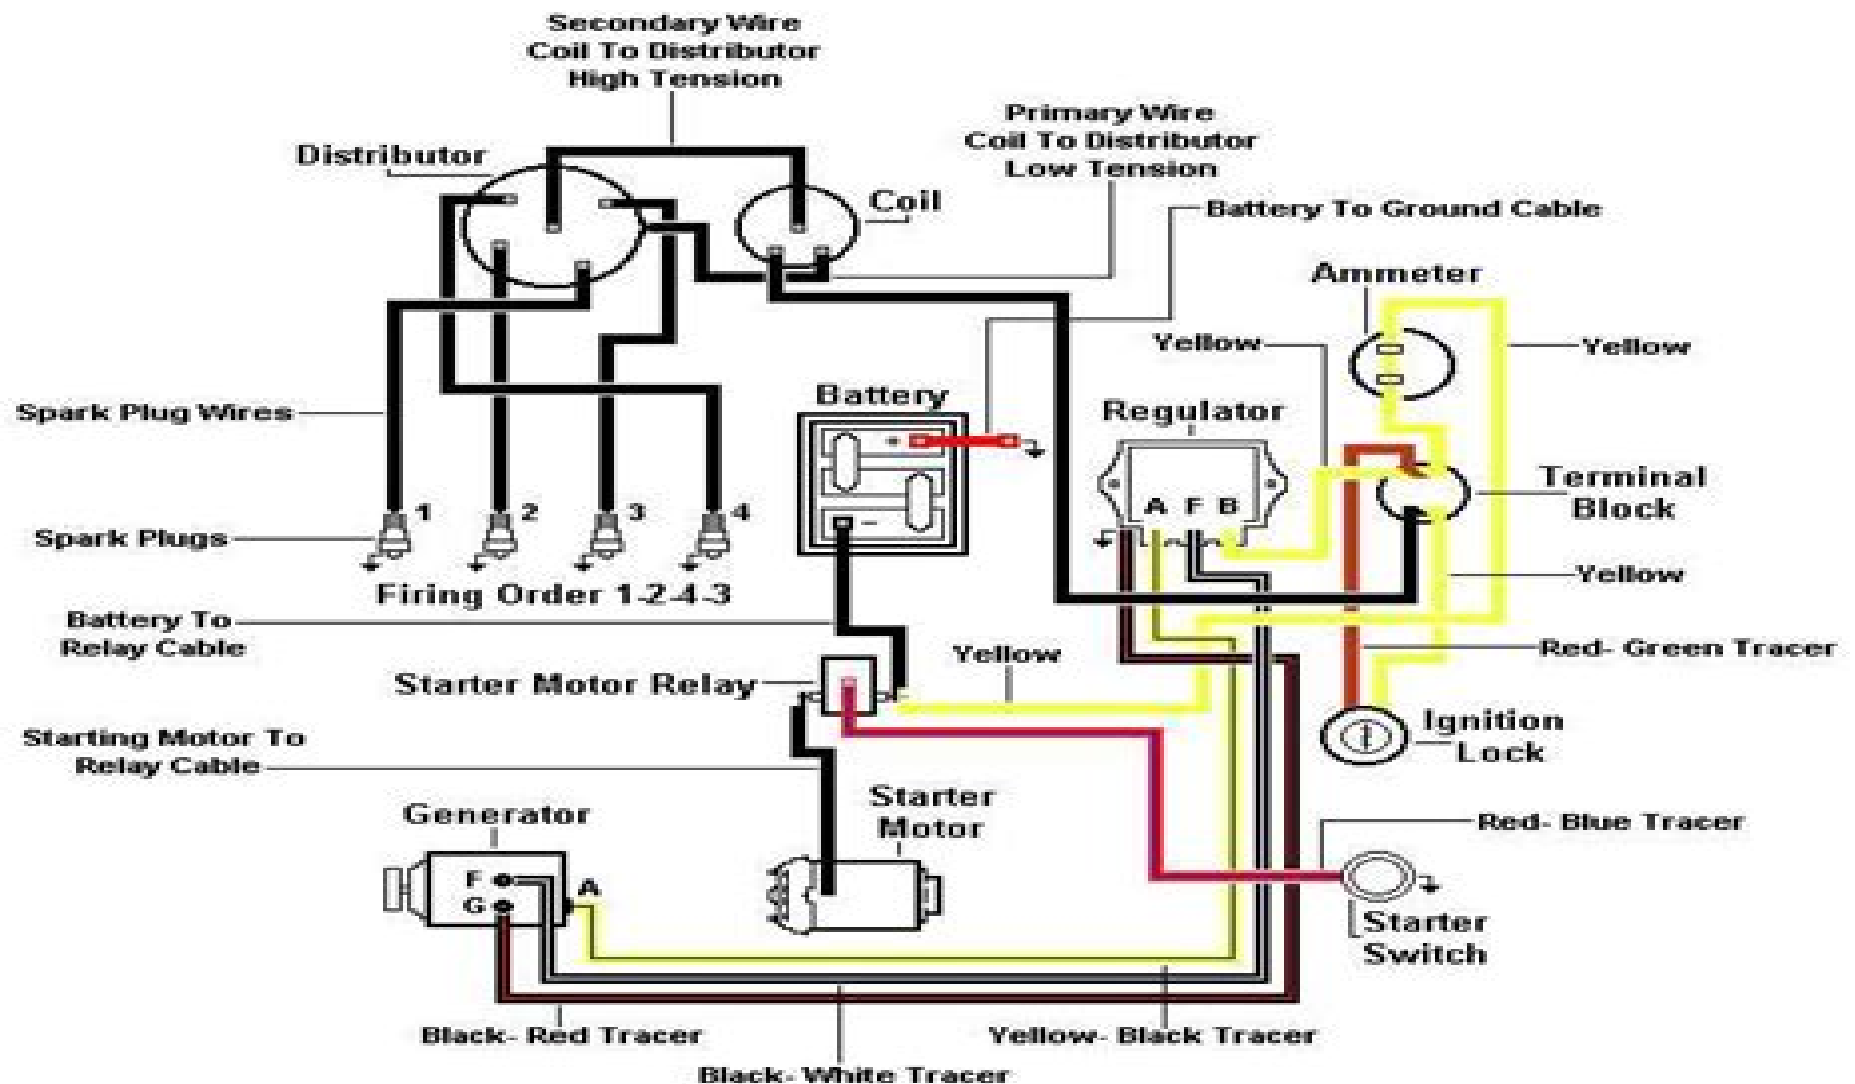 Secondary Wire
Coil To Distributor
High Tension
Primary Wire
Coil To Distributor
Low Tension
Distributor
Coil
Battery To Ground Cable
Ammeter
Yellow
Yellow
Battery
+
Regulator
Spark Plug Wires
Terminal
Block
A F B
1 2 3 4
-
Spark Plugs
Firing Order 1-2-4-3
Yellow
Battery To
Relay Cable
Yellow
Red- Green Tracer
Starter Motor Relay
Ignition
Lock
Starting Motor To
Relay Cable
Generator
Starter
Motor
Red- Blue Tracer
F
G
A
Starter
Switch
Black- Red Tracer
Yellow- Black Tracer
Black- White Tracer